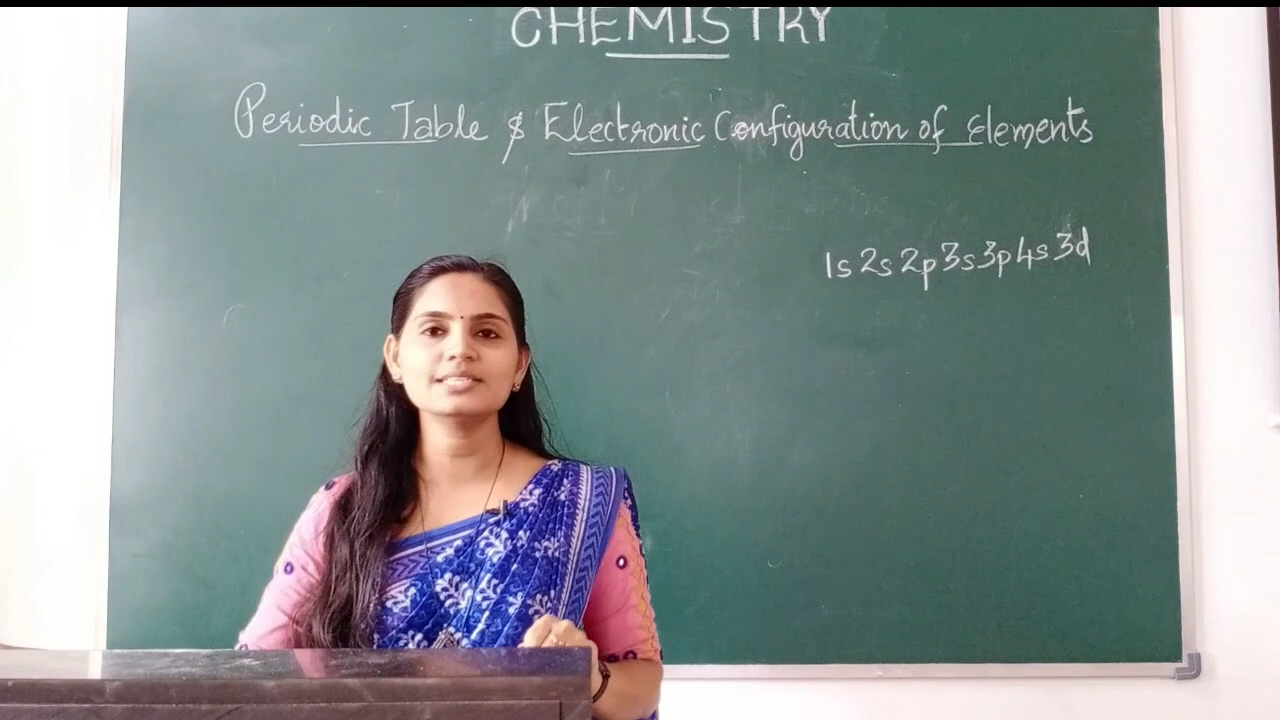 CHEMISTRY
Periodic Table & Electronic Configuration of Elements
1s 2s 2p 3s 3p 4s 3d